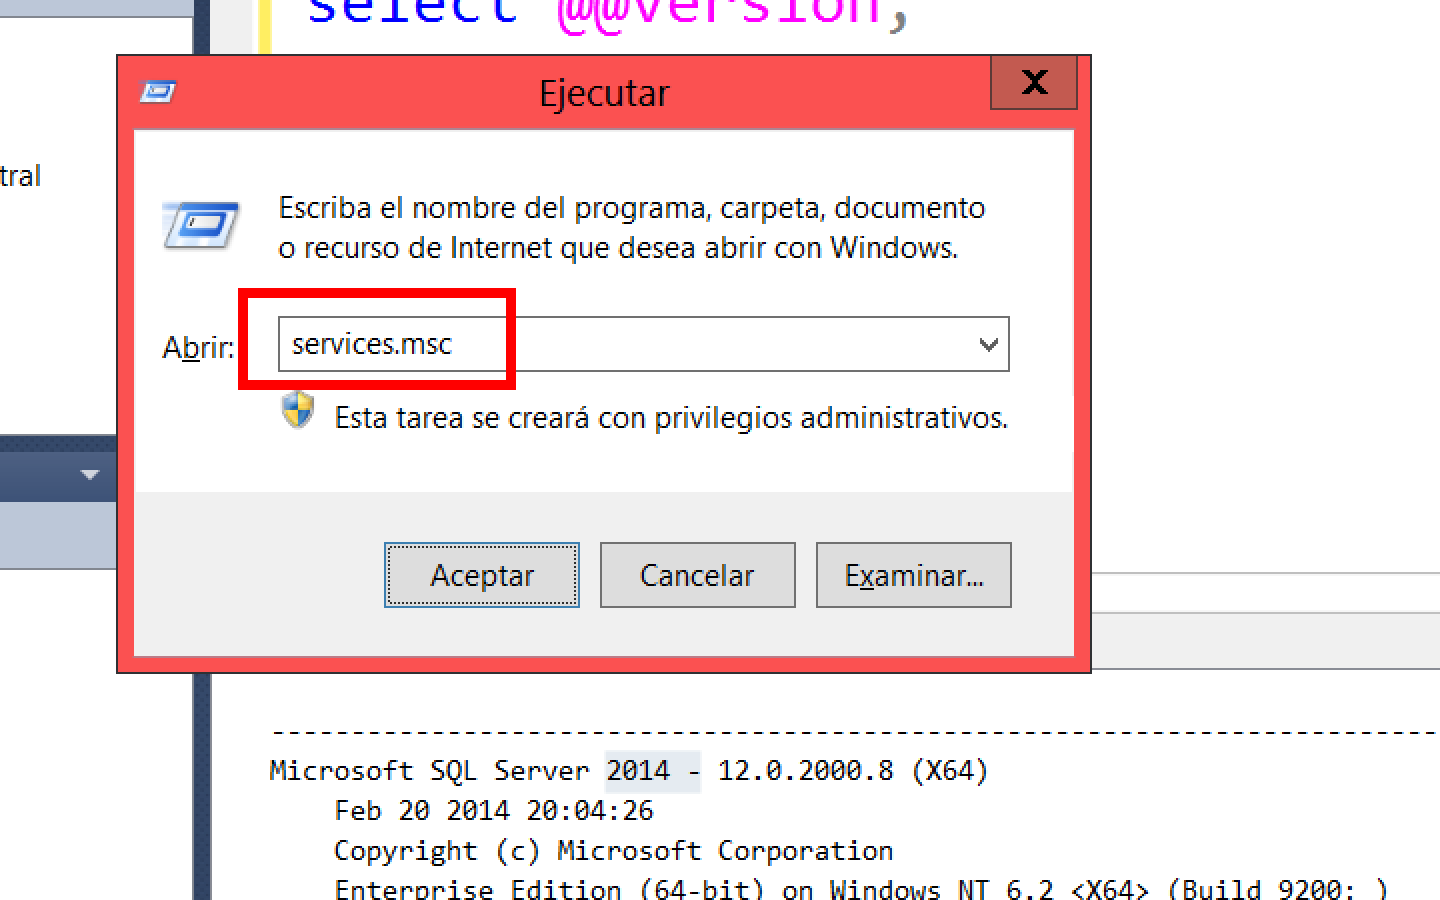 select @@version,
Ejecutar
X
tral
Escriba el nombre del programa, carpeta, documento
o recurso de Internet que desea abrir con Windows.
Abrir:
services.msc
Esta tarea se creará con privilegios administrativos.
Aceptar
Cancelar
Examinar...
--------------------------------------------------------------------------
Microsoft SQL Server 2014 - 12.0.2000.8 (X64)
Feb 20 2014 20:04:26
Copyright (c) Microsoft Corporation
Enterprise Edition (64-bit) on Windows NT 6.2 <X64> (Build 9200: )